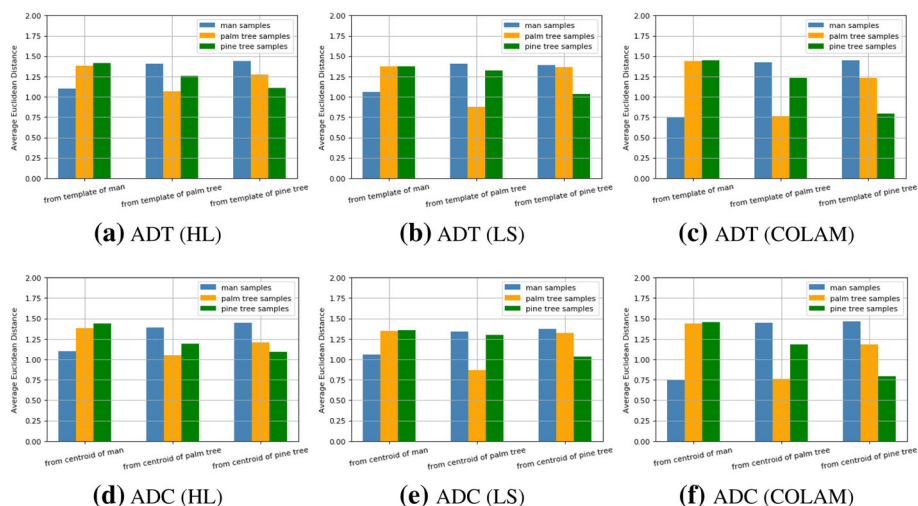 2.00
1.75
1.50
1.25
1.00
0.75
0.50
0.25
0.00
Average Euclidean Distance
man samples
palm tree samples
pine tree samples
from template of man
from template of palm tree
from template of pine tree
(a) ADT (HL)
2.00
1.75
1.50
1.25
1.00
0.75
0.50
0.25
0.00
Average Euclidean Distance
man samples
palm tree samples
pine tree samples
from template of man
from template of palm tree
from template of pine tree
(b) ADT (LS)
2.00
1.75
1.50
1.25
1.00
0.75
0.50
0.25
0.00
Average Euclidean Distance
man samples
palm tree samples
pine tree samples
from template of man
from template of palm tree
from template of pine tree
(c) ADT (COLAM)
2.00
1.75
1.50
1.25
1.00
0.75
0.50
0.25
0.00
Average Euclidean Distance
man samples
palm tree samples
pine tree samples
from centroid of man
from centroid of palm tree
from centroid of pine tree
(d) ADC (HL)
2.00
1.75
1.50
1.25
1.00
0.75
0.50
0.25
0.00
Average Euclidean Distance
man samples
palm tree samples
pine tree samples
from centroid of man
from centroid of palm tree
from centroid of pine tree
(e) ADC (LS)
2.00
1.75
1.50
1.25
1.00
0.75
0.50
0.25
0.00
Average Euclidean Distance
man samples
palm tree samples
pine tree samples
from centroid of man
from centroid of palm tree
from centroid of pine tree
(f) ADC (COLAM)